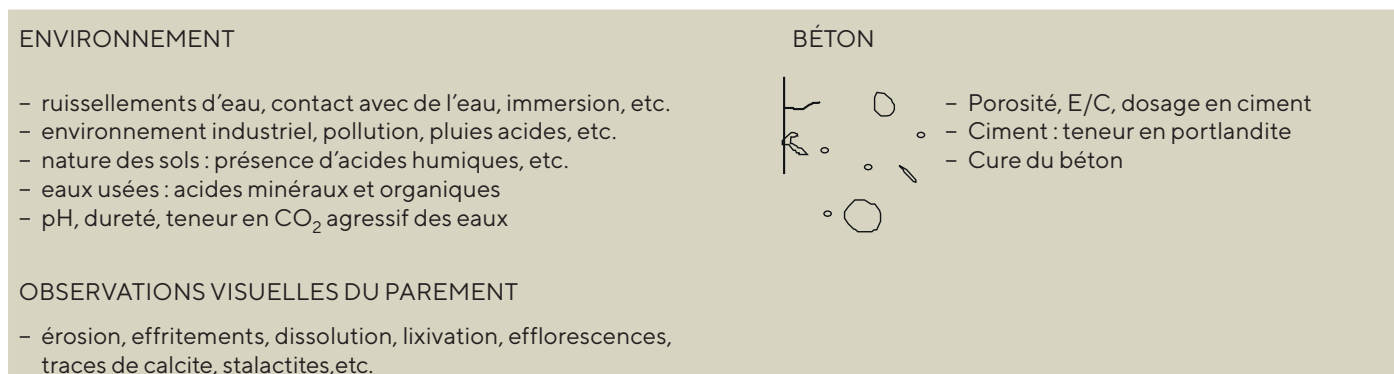 ENVIRONNEMENT
– ruissellements d’eau, contact avec de l’eau, immersion, etc.
– environnement industriel, pollution, pluies acides, etc.
– nature des sols : présence d’acides humiques, etc.
– eaux usées : acides minéraux et organiques
– pH, dureté, teneur en CO₂ agressif des eaux
BÉTON
– Porosité, E/C, dosage en ciment
– Ciment : teneur en portlandite
– Cure du béton
OBSERVATIONS VISUELLES DU PAREMENT
– érosion, effritements, dissolution, lixivation, efflorescences,
traces de calcite, stalactites,etc.